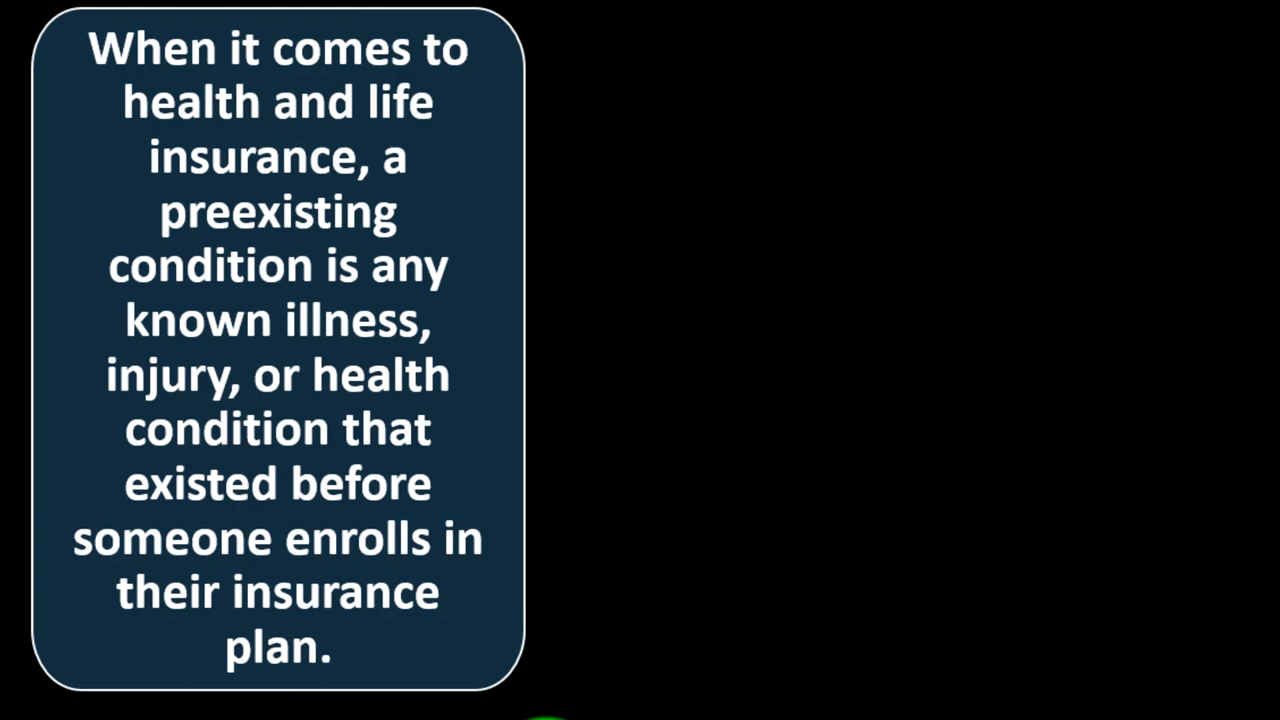 When it comes to
health and life
insurance, a
preexisting
condition is any
known illness,
injury, or health
condition that
existed before
someone enrolls in
their insurance
plan.